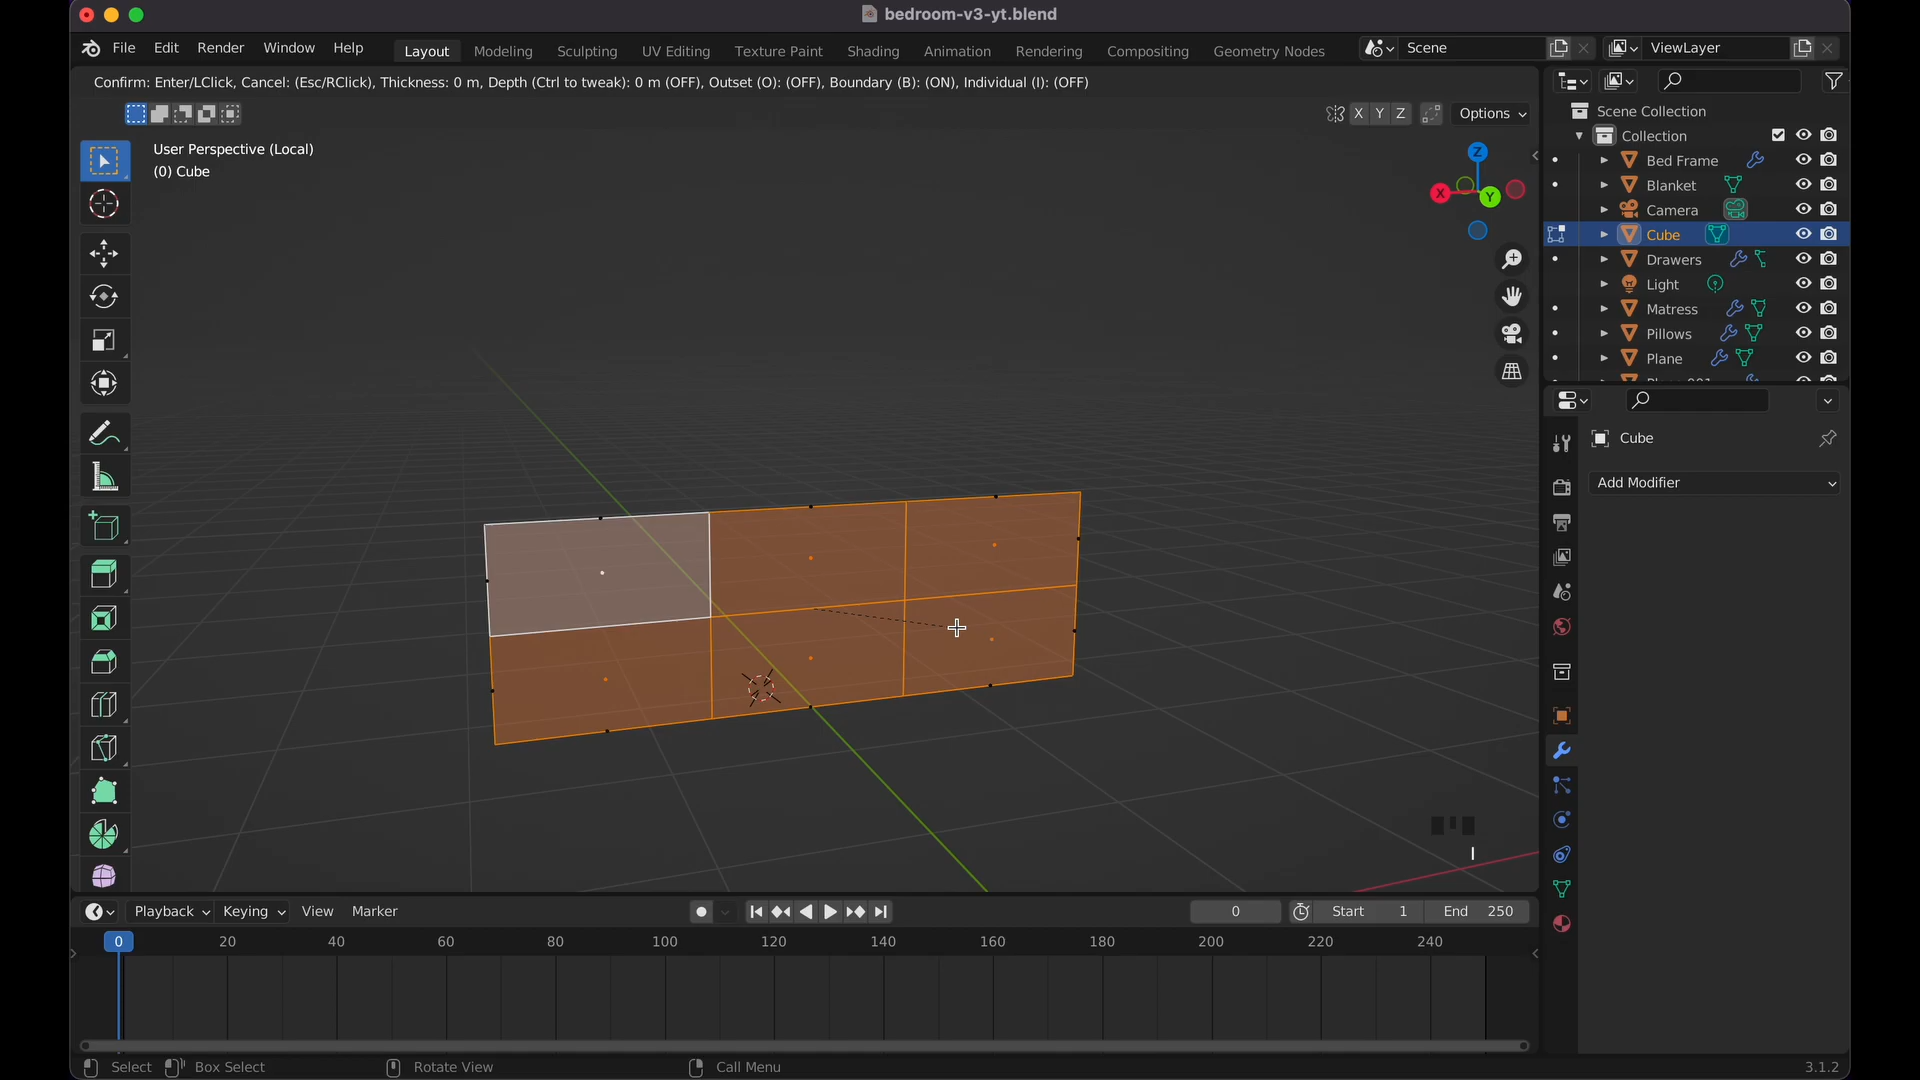 bedroom-v3-yt.blend
File Edit Render Window Help Layout Modeling Sculpting UV Editing Texture Paint Shading Animation Rendering Compositing Geometry Nodes Scene ViewLayer
Confirm: Enter/LClick, Cancel: (Esc/RClick), Thickness: 0 m, Depth (Ctrl to tweak): 0 m (OFF), Outset (O): (OFF), Boundary (B): (ON), Individual (I): (OFF)
X Y Z Options
User Perspective (Local)
(0) Cube
Z
X
Y
Scene Collection
Collection
Bed Frame
Blanket
Camera
Cube
Drawers
Light
Matress
Pillows
Plane
Cube
Add Modifier
I
Playback Keying View Marker 0 Start 1 End 250
0 20 40 60 80 100 120 140 160 180 200 220 240
Select Box Select Rotate View Call Menu 3.1.2